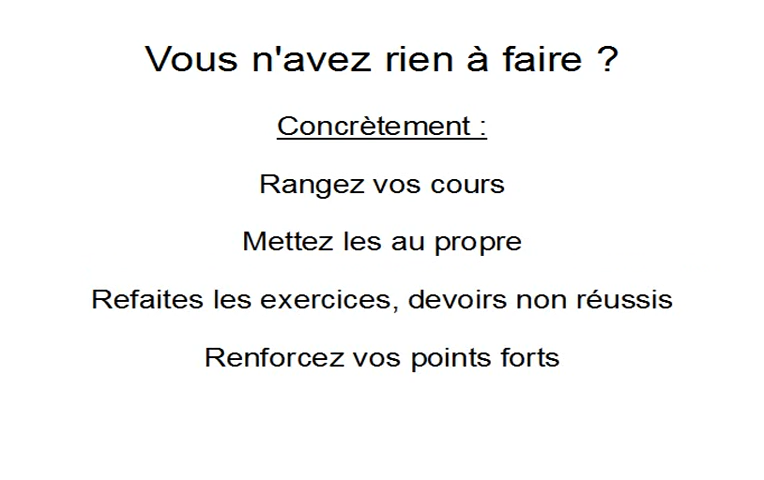 Vous n'avez rien à faire ?
Concrètement :
Rangez vos cours
Mettez les au propre
Refaites les exercices, devoirs non réussis
Renforcez vos points forts